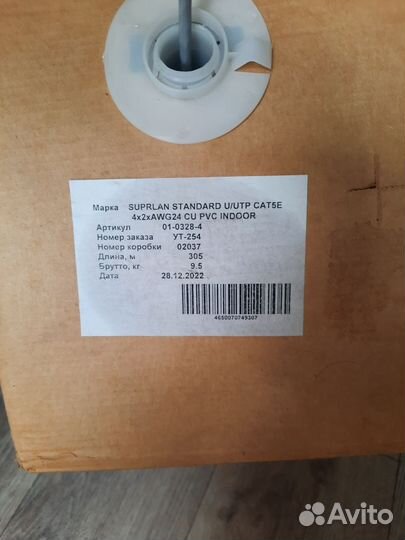 Марка SUPRLAN STANDARD U/UTP CAT5E
4x2xAWG24 CU PVC INDOOR
Артикул 01-0328-4
Номер заказа УТ-254
Номер коробки 02037
Длина, м 305
Брутто, кг 9.5
Дата 28.12.2022
4650070745307
Avito